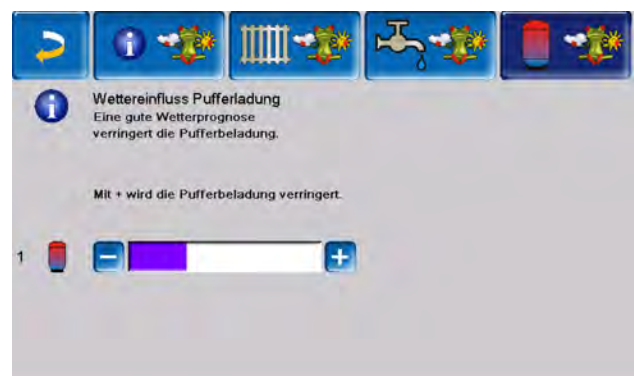 Wettereinfluss Pufferladung
Eine gute Wetterprognose
verringert die Pufferbeladung.
Mit + wird die Pufferbeladung verringert.
1